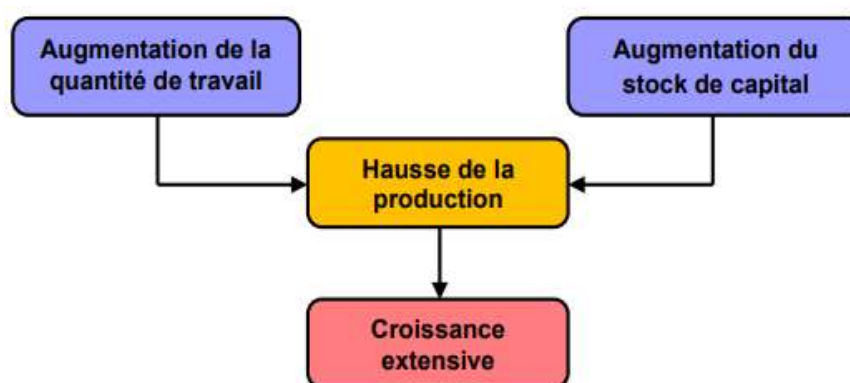 Augmentation de la
quantité de travail
Augmentation du
stock de capital
Hausse de la
production
Croissance
extensive